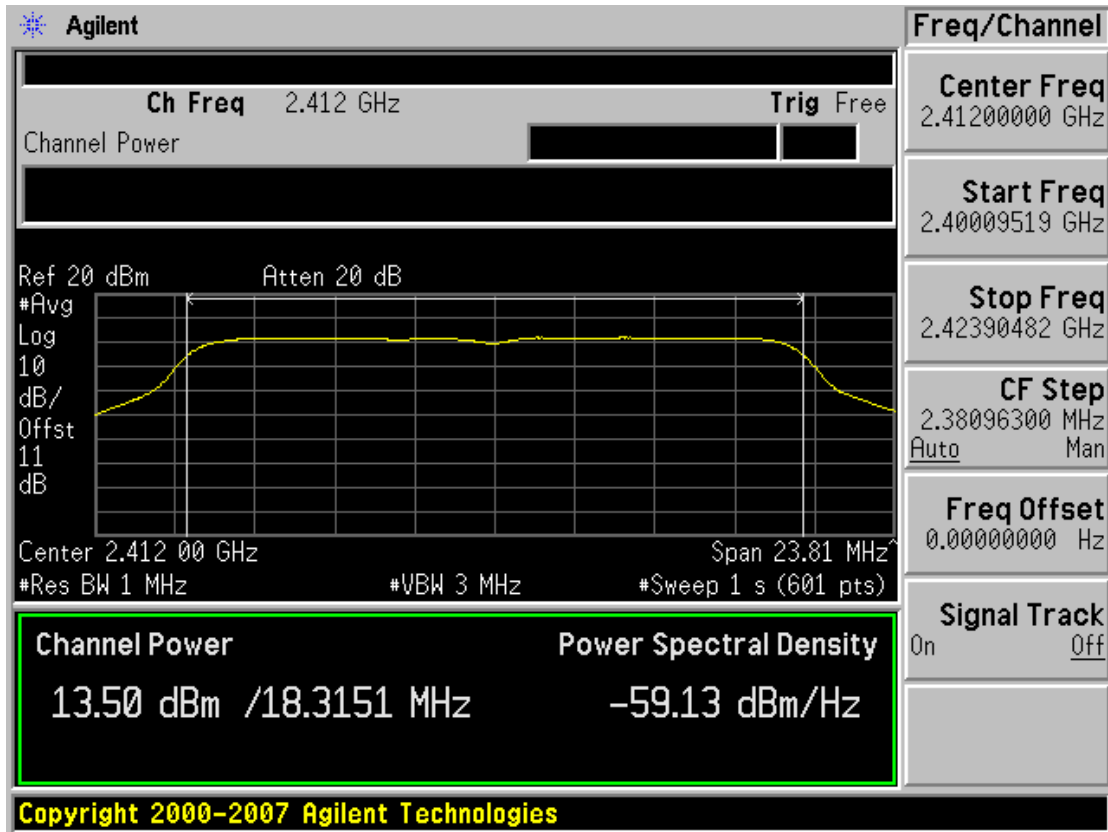 Agilent
Freq/Channel
Ch Freq 2.412 GHz Trig Free
Channel Power
Center Freq
2.41200000 GHz
Start Freq
2.40009519 GHz
Stop Freq
2.42390482 GHz
CF Step
2.38096300 MHz
Auto Man
Freq Offset
0.00000000 Hz
Signal Track
On Off
Ref 20 dBm Atten 20 dB
#Avg
Log
10
dB/
Offst
11
dB
Center 2.412 00 GHz Span 23.81 MHz^
#Res BW 1 MHz #VBW 3 MHz #Sweep 1 s (601 pts)
Channel Power Power Spectral Density
13.50 dBm /18.3151 MHz -59.13 dBm/Hz
Copyright 2000-2007 Agilent Technologies